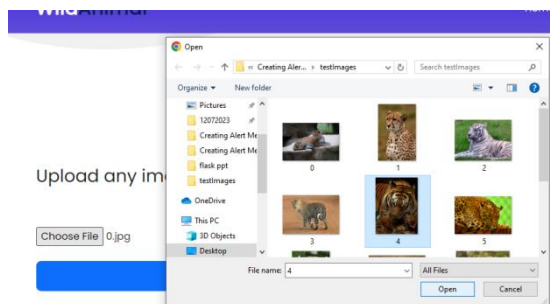 WildAnimal
Open
« Creating Aler... › testImages
Search testImages
Organize
New folder
Pictures
12072023
Creating Alert Me
Creating Alert Me
flask ppt
testImages
OneDrive
This PC
3D Objects
Desktop
0
1
2
3
4
5
Upload any im
Choose File 0.jpg
File name: 4
All Files
Open
Cancel